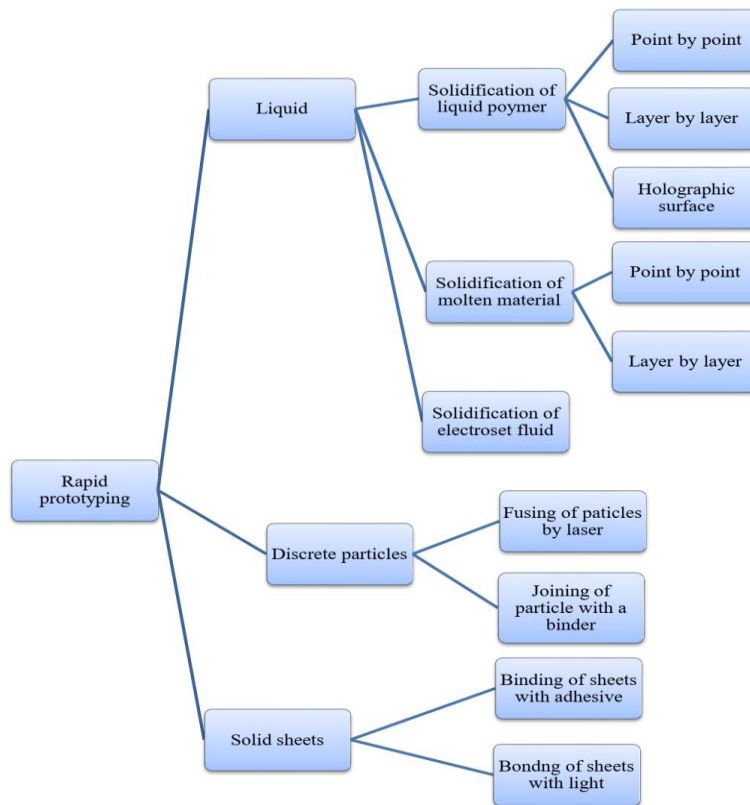 Rapid
prototyping
Liquid
Solidification of
liquid poymer
Point by point
Layer by layer
Holographic
surface
Solidification of
molten material
Point by point
Layer by layer
Solidification of
electroset fluid
Discrete particles
Fusing of paticles
by laser
Joining of
particle with a
binder
Solid sheets
Binding of sheets
with adhesive
Bondng of sheets
with light